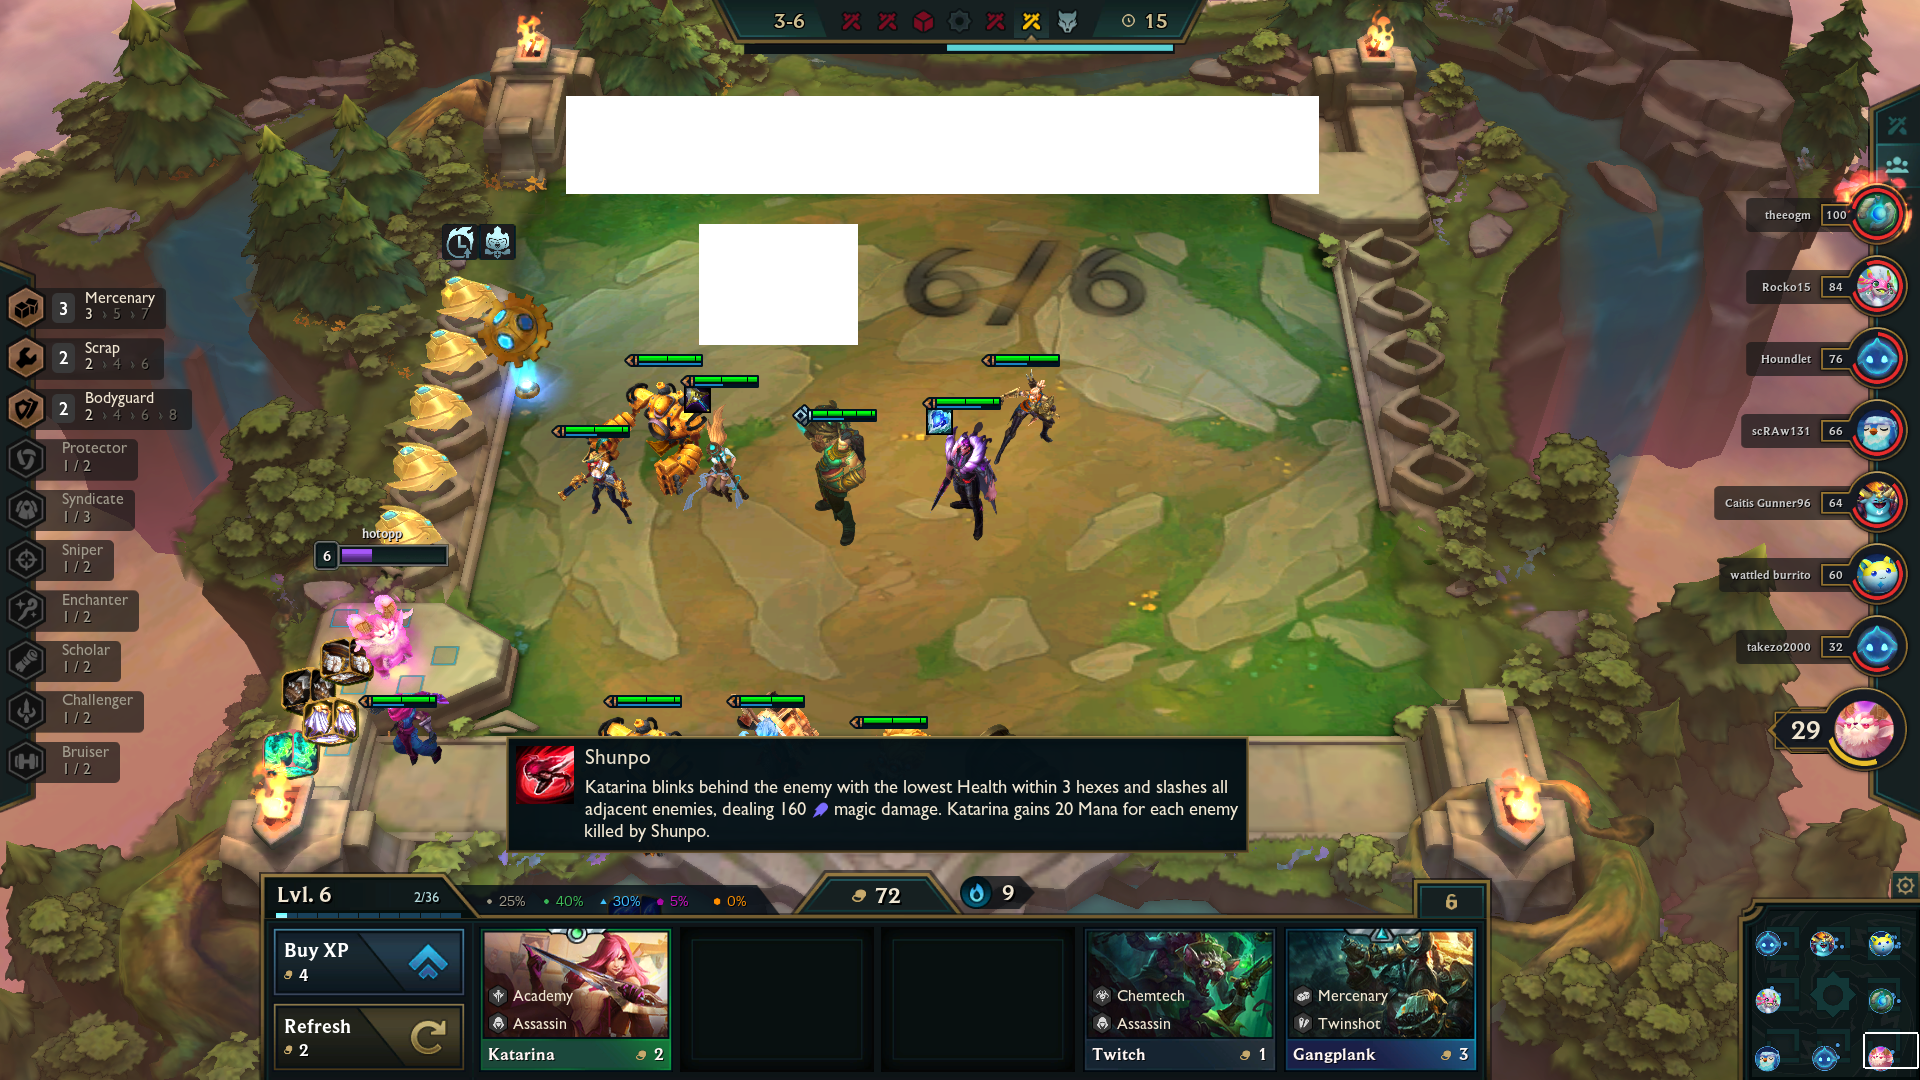 3-6
15
6/6
theeogm 100
Rocko15 84
Houndlet 76
scRAw131 66
Caitis Gunner96 64
wattled burrito 60
takezo2000 32
29
3 Mercenary
3 › 5 › 7
2 Scrap
2 › 4 › 6
2 Bodyguard
2 › 4 › 6 › 8
Protector
1 / 2
Syndicate
1 / 3
Sniper
1 / 2
Enchanter
1 / 2
Scholar
1 / 2
Challenger
1 / 2
Bruiser
1 / 2
hotopp
6
Shunpo
Katarina blinks behind the enemy with the lowest Health within 3 hexes and slashes all
adjacent enemies, dealing 160 magic damage. Katarina gains 20 Mana for each enemy
killed by Shunpo.
Lvl. 6 2/36
25% 40% 30% 5% 0%
72
9
6
Buy XP
4
Refresh
2
Academy
Assassin
Katarina 2
Chemtech
Assassin
Twitch 1
Mercenary
Twinshot
Gangplank 3